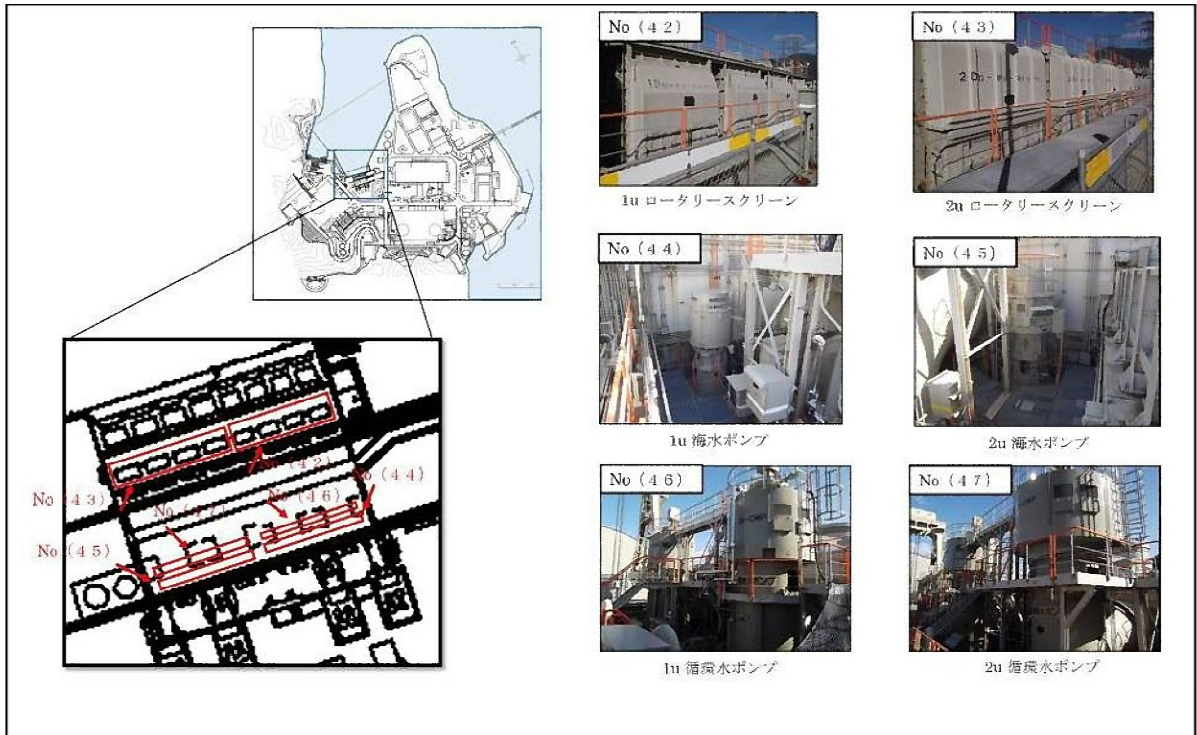 No（42）
No（43）
1u ロータリースクリーン
2u ロータリースクリーン
No（44）
No（45）
1u 海水ポンプ
2u 海水ポンプ
No（46）
No（47）
1u 循環水ポンプ
2u 循環水ポンプ
No（42）
No（44）
No（43）
No（46）
No（47）
No（45）